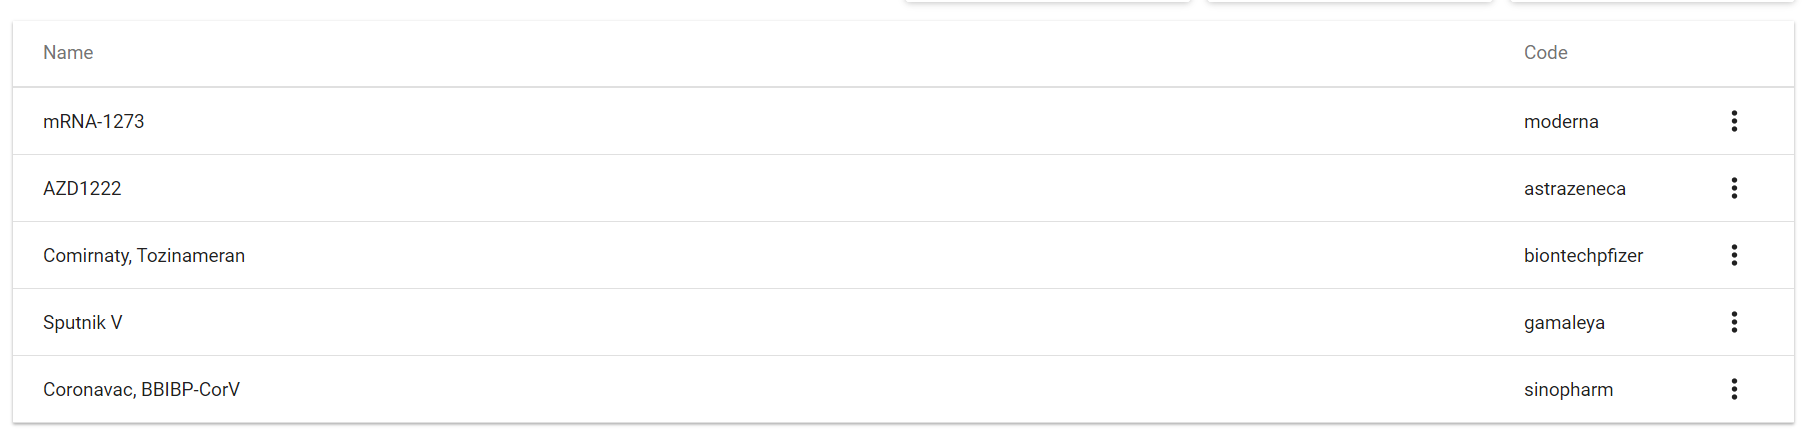 Name Code
mRNA-1273 moderna
AZD1222 astrazeneca
Comirnaty, Tozinameran biontechpfizer
Sputnik V gamaleya
Coronavac, BBIBP-CorV sinopharm